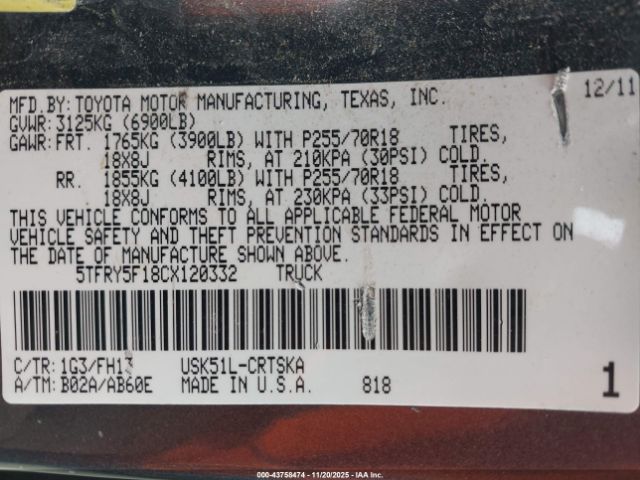 12/11
MFD.BY:TOYOTA MOTOR MANUFACTURING, TEXAS, INC.
GVWR:3125KG (6900LB)
GAWR:FRT. 1765KG (3900LB) WITH P255/70R18 TIRES,
18X8J RIMS, AT 210KPA (30PSI) COLD.
RR. 1855KG (4100LB) WITH P255/70R18 TIRES,
18X8J RIMS, AT 230KPA (33PSI) COLD.
THIS VEHICLE CONFORMS TO ALL APPLICABLE FEDERAL MOTOR
VEHICLE SAFETY AND THEFT PREVENTION STANDARDS IN EFFECT ON
THE DATE OF MANUFACTURE SHOWN ABOVE.
5TFRY5F18CX120332 TRUCK
C/TR: 1G3/FH13 USK51L-CRTSKA
A/TM: B02A/AB60E MADE IN U.S.A. 818
1
000-43758474 - 11/20/2025 - IAA Inc.